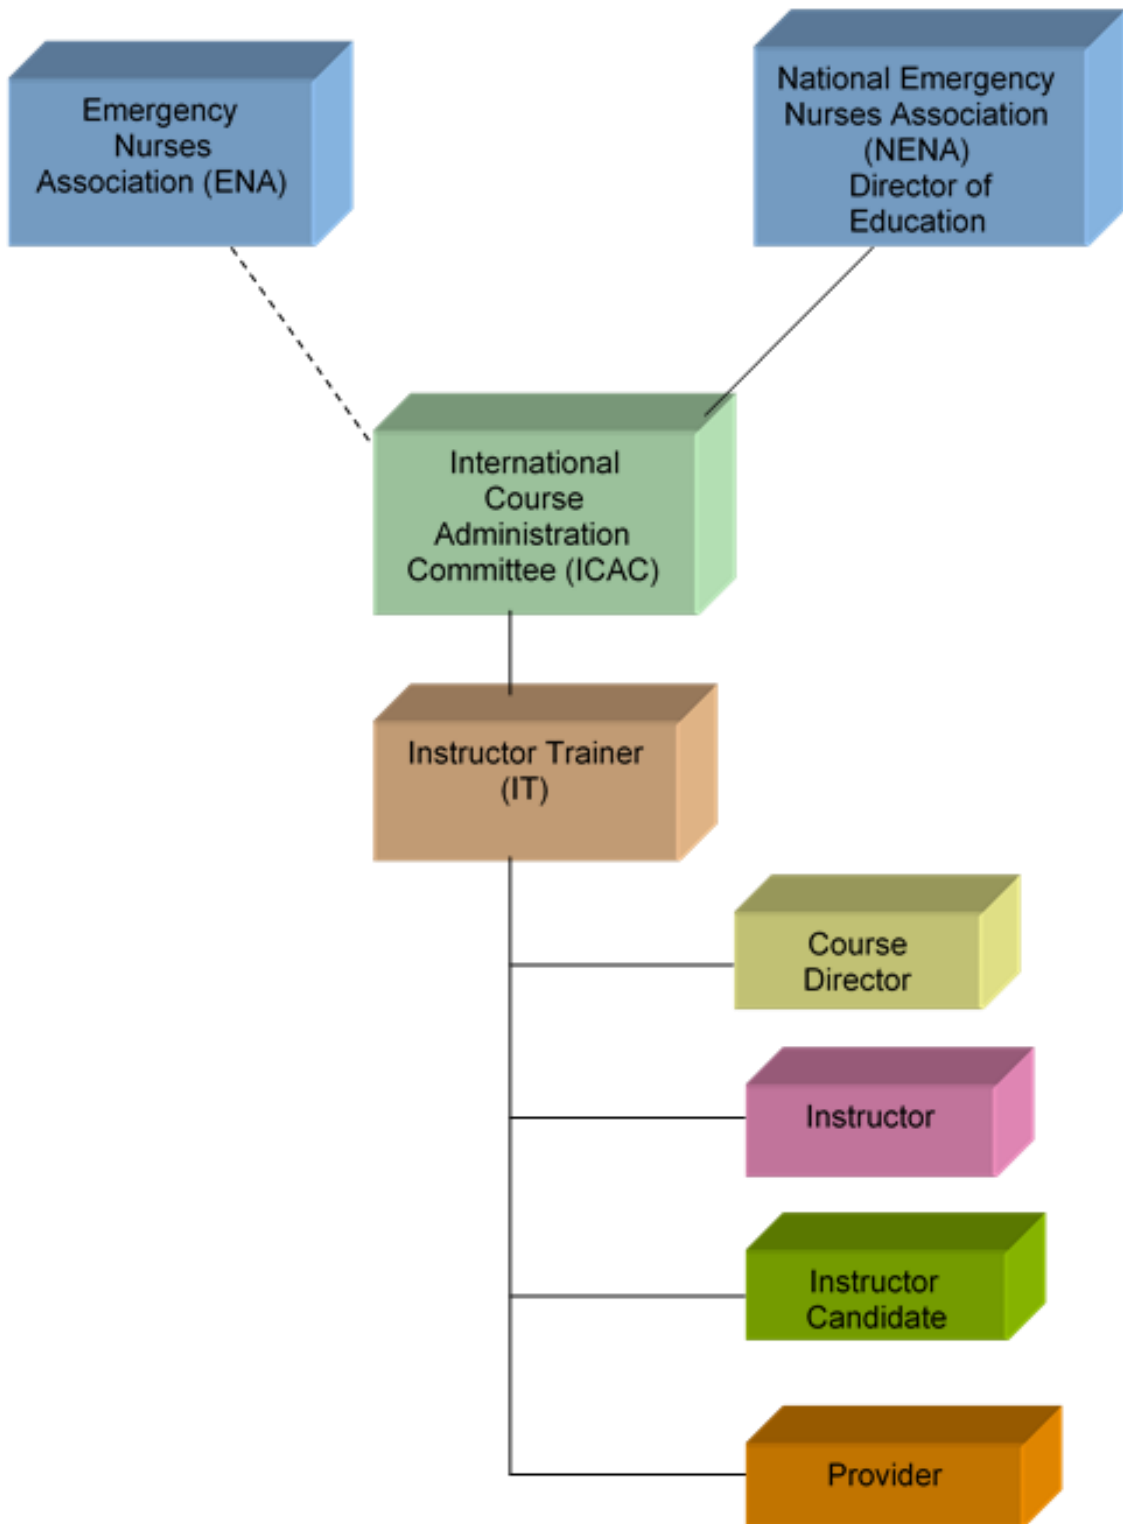 Emergency
Nurses
Association (ENA)
National Emergency
Nurses Association
(NENA)
Director of
Education
International
Course
Administration
Committee (ICAC)
Instructor Trainer
(IT)
Course
Director
Instructor
Instructor
Candidate
Provider